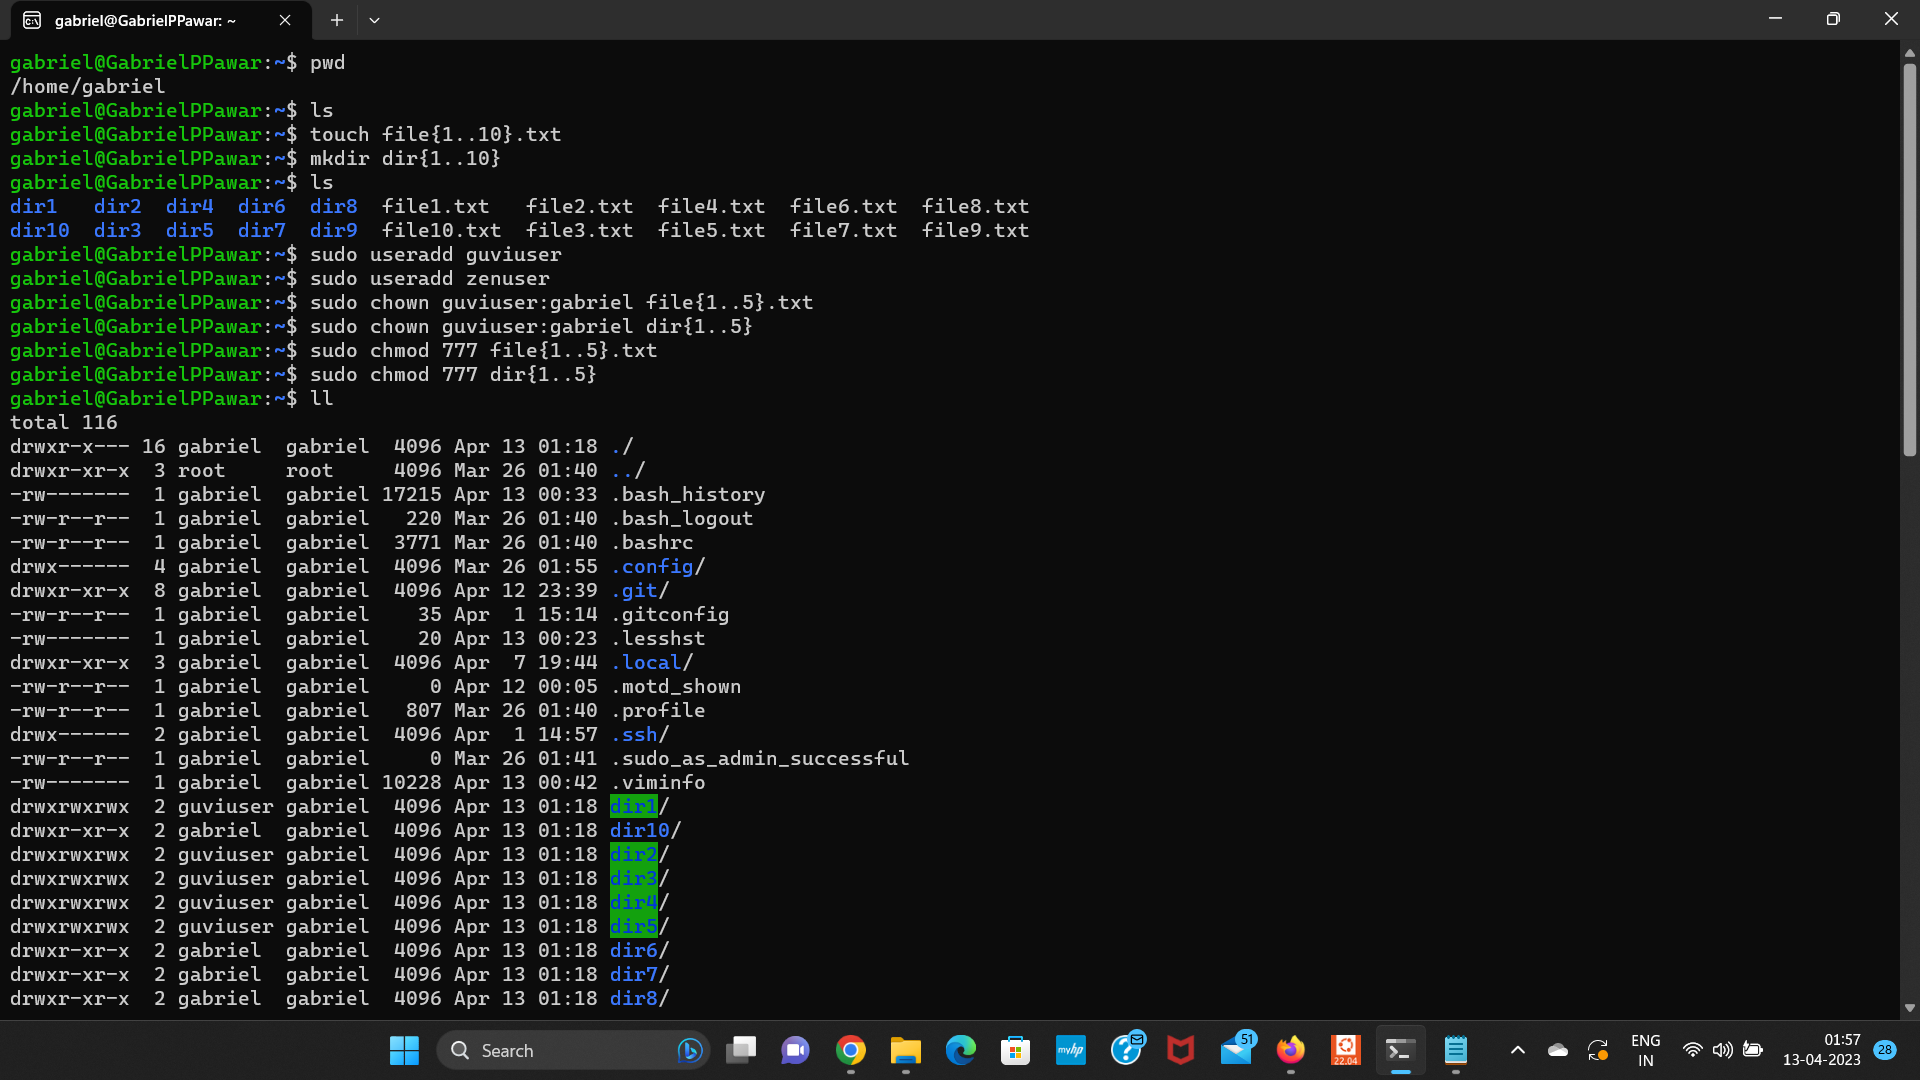 gabriel@GabrielPPawar: ~
gabriel@GabrielPPawar:~$ pwd
/home/gabriel
gabriel@GabrielPPawar:~$ ls
gabriel@GabrielPPawar:~$ touch file{1..10}.txt
gabriel@GabrielPPawar:~$ mkdir dir{1..10}
gabriel@GabrielPPawar:~$ ls
dir1   dir2  dir4  dir6  dir8  file1.txt   file2.txt  file4.txt  file6.txt  file8.txt
dir10  dir3  dir5  dir7  dir9  file10.txt  file3.txt  file5.txt  file7.txt  file9.txt
gabriel@GabrielPPawar:~$ sudo useradd guviuser
gabriel@GabrielPPawar:~$ sudo useradd zenuser
gabriel@GabrielPPawar:~$ sudo chown guviuser:gabriel file{1..5}.txt
gabriel@GabrielPPawar:~$ sudo chown guviuser:gabriel dir{1..5}
gabriel@GabrielPPawar:~$ sudo chmod 777 file{1..5}.txt
gabriel@GabrielPPawar:~$ sudo chmod 777 dir{1..5}
gabriel@GabrielPPawar:~$ ll
total 116
drwxr-x--- 16 gabriel  gabriel  4096 Apr 13 01:18 ./
drwxr-xr-x  3 root     root     4096 Mar 26 01:40 ../
-rw-------  1 gabriel  gabriel 17215 Apr 13 00:33 .bash_history
-rw-r--r--  1 gabriel  gabriel   220 Mar 26 01:40 .bash_logout
-rw-r--r--  1 gabriel  gabriel  3771 Mar 26 01:40 .bashrc
drwx------  4 gabriel  gabriel  4096 Mar 26 01:55 .config/
drwxr-xr-x  8 gabriel  gabriel  4096 Apr 12 23:39 .git/
-rw-r--r--  1 gabriel  gabriel    35 Apr  1 15:14 .gitconfig
-rw-------  1 gabriel  gabriel    20 Apr 13 00:23 .lesshst
drwxr-xr-x  3 gabriel  gabriel  4096 Apr  7 19:44 .local/
-rw-r--r--  1 gabriel  gabriel     0 Apr 12 00:05 .motd_shown
-rw-r--r--  1 gabriel  gabriel   807 Mar 26 01:40 .profile
drwx------  2 gabriel  gabriel  4096 Apr  1 14:57 .ssh/
-rw-r--r--  1 gabriel  gabriel     0 Mar 26 01:41 .sudo_as_admin_successful
-rw-------  1 gabriel  gabriel 10228 Apr 13 00:42 .viminfo
drwxrwxrwx  2 guviuser gabriel  4096 Apr 13 01:18 dir1/
drwxr-xr-x  2 gabriel  gabriel  4096 Apr 13 01:18 dir10/
drwxrwxrwx  2 guviuser gabriel  4096 Apr 13 01:18 dir2/
drwxrwxrwx  2 guviuser gabriel  4096 Apr 13 01:18 dir3/
drwxrwxrwx  2 guviuser gabriel  4096 Apr 13 01:18 dir4/
drwxrwxrwx  2 guviuser gabriel  4096 Apr 13 01:18 dir5/
drwxr-xr-x  2 gabriel  gabriel  4096 Apr 13 01:18 dir6/
drwxr-xr-x  2 gabriel  gabriel  4096 Apr 13 01:18 dir7/
drwxr-xr-x  2 gabriel  gabriel  4096 Apr 13 01:18 dir8/
Search
myhp
51
22.04
ENG
IN
01:57
13-04-2023
28